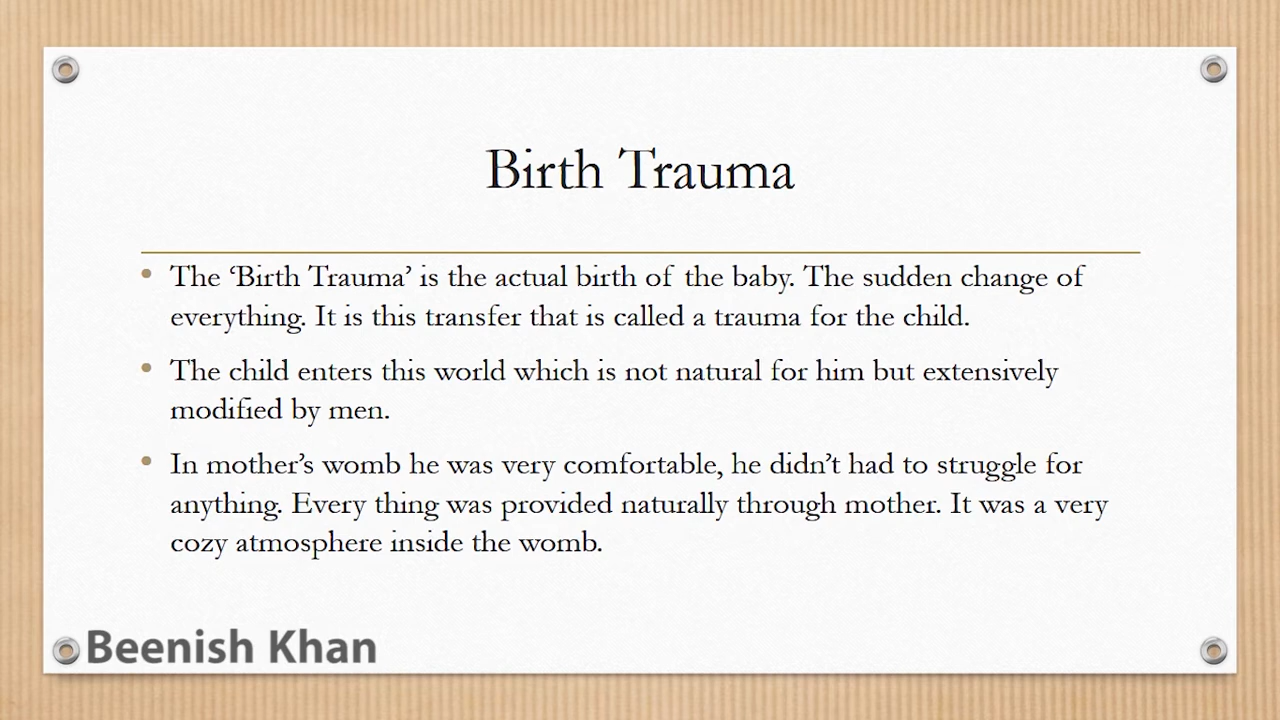 Birth Trauma
• The ‘Birth Trauma’ is the actual birth of the baby. The sudden change of
everything. It is this transfer that is called a trauma for the child.
• The child enters this world which is not natural for him but extensively
modified by men.
• In mother’s womb he was very comfortable, he didn’t had to struggle for
anything. Every thing was provided naturally through mother. It was a very
cozy atmosphere inside the womb.
Beenish Khan